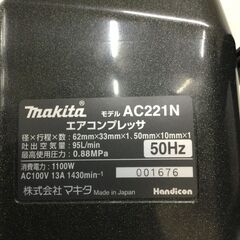 makita モデル AC221N
エアコンプレッサ
径×行程×数：62mm×33mm×1、50mm×10mm×1
吐出空気量：95L/min
最高使用圧力：0.88MPa
50Hz
消費電力：1100W
AC100V 13A 1430min⁻¹
001676
株式会社マキタ Made in Japan Handicon